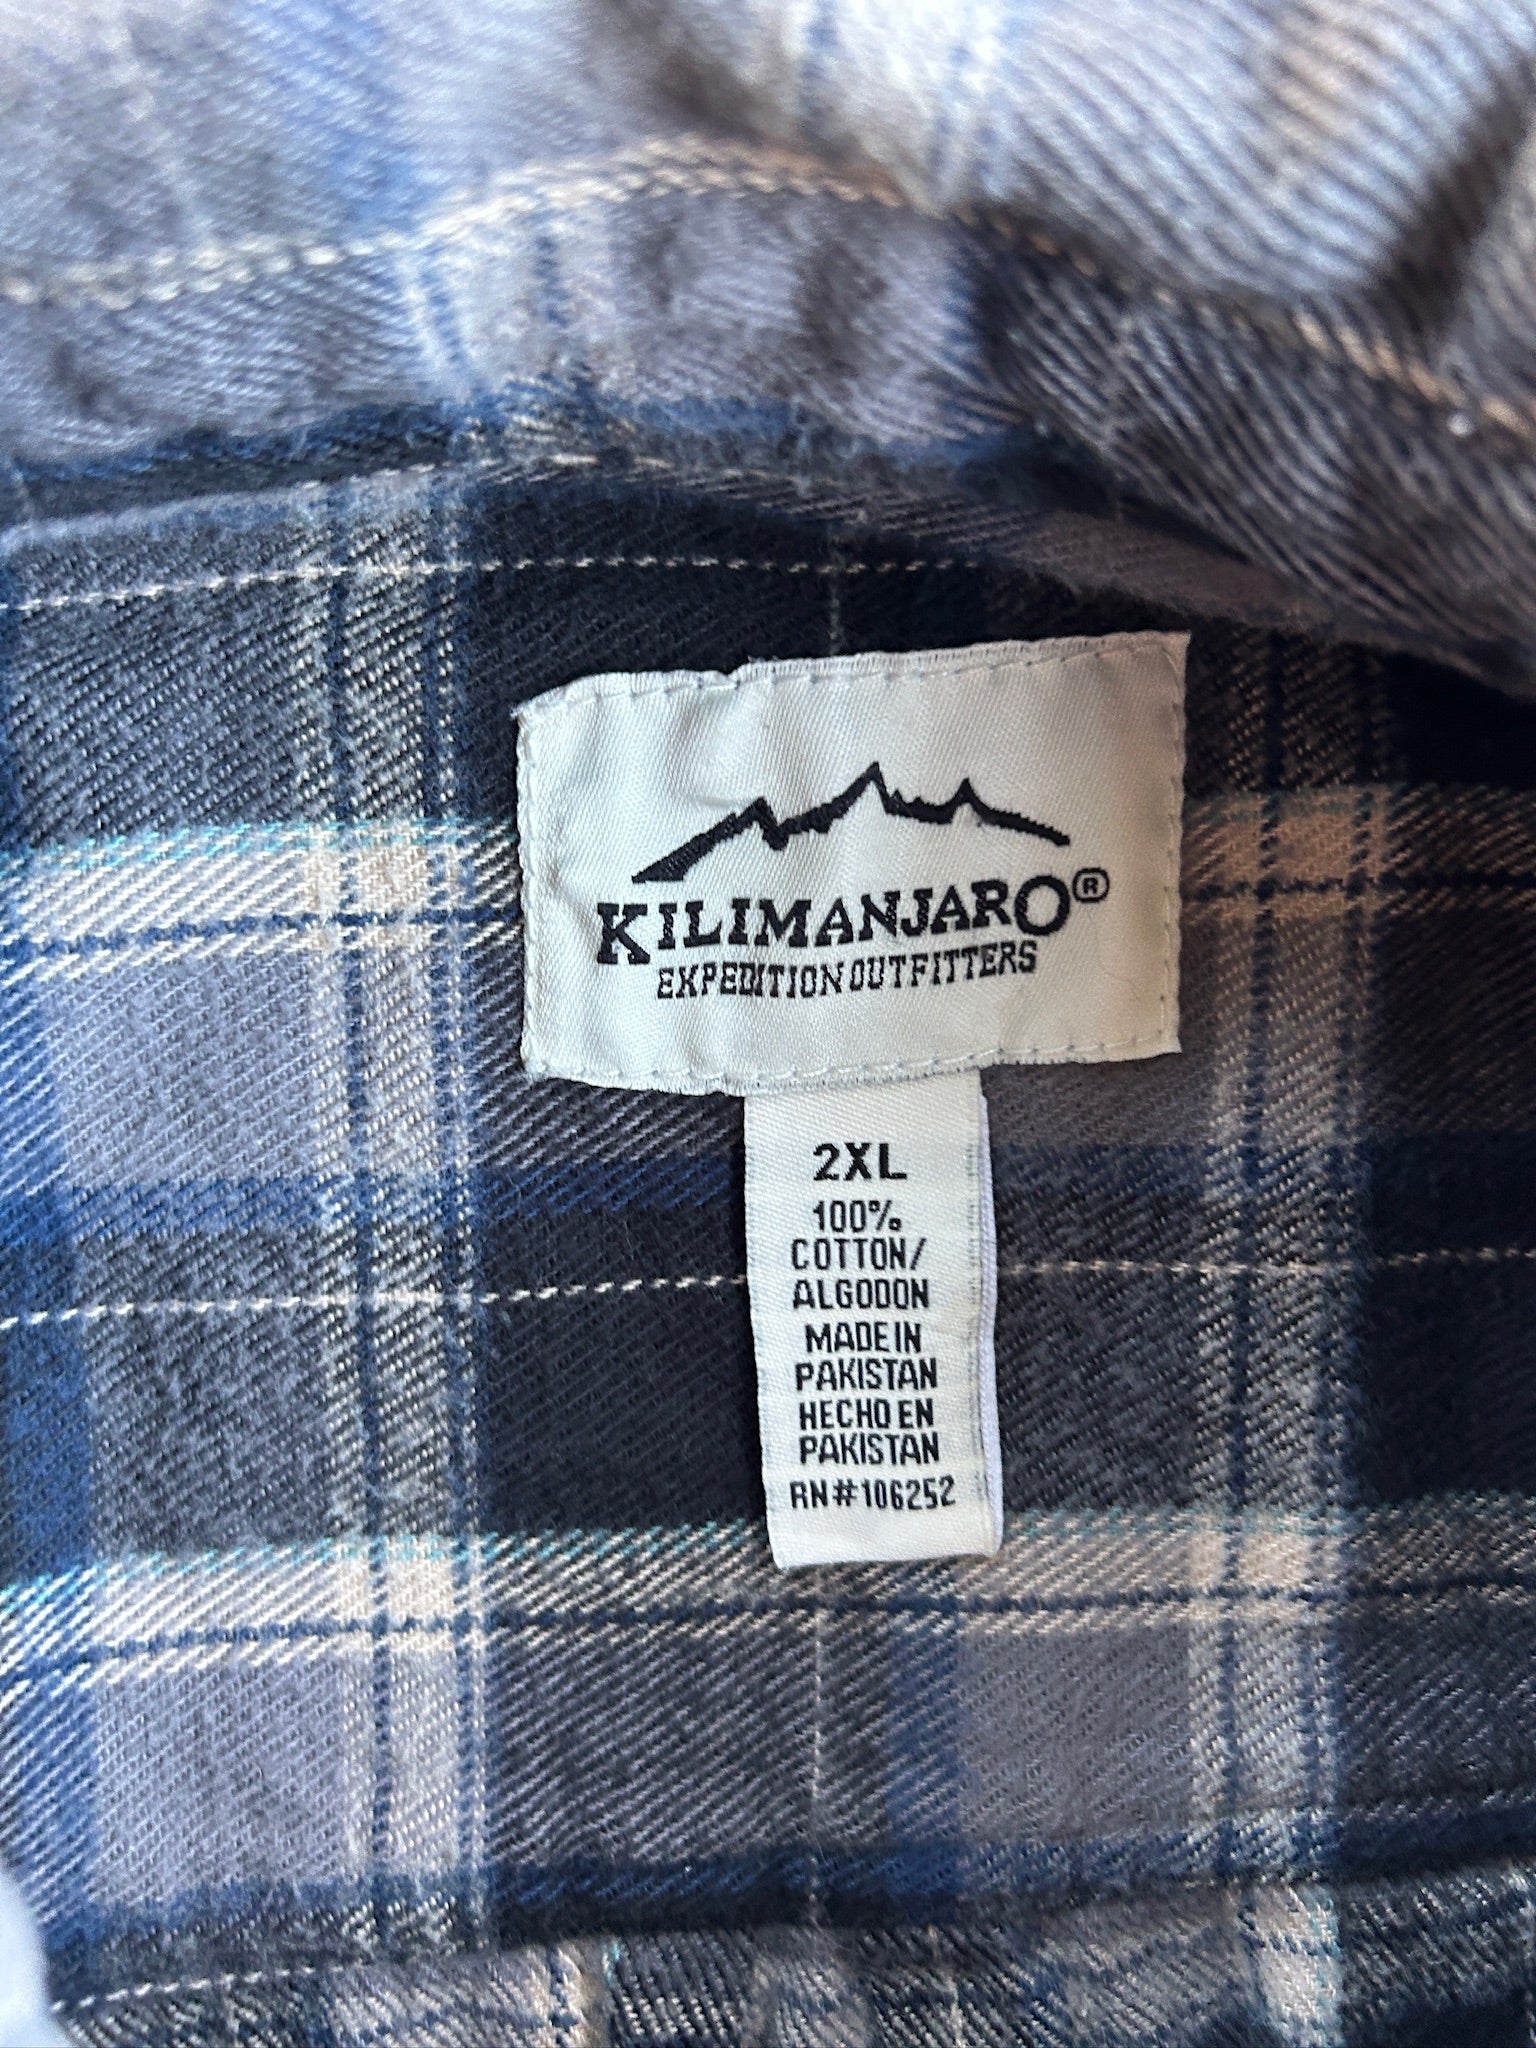 KILIMANJARO®
EXPEDITION OUTFITTERS
2XL
100%
COTTON/
ALGODON
MADE IN
PAKISTAN
HECHO EN
PAKISTAN
RN#106252